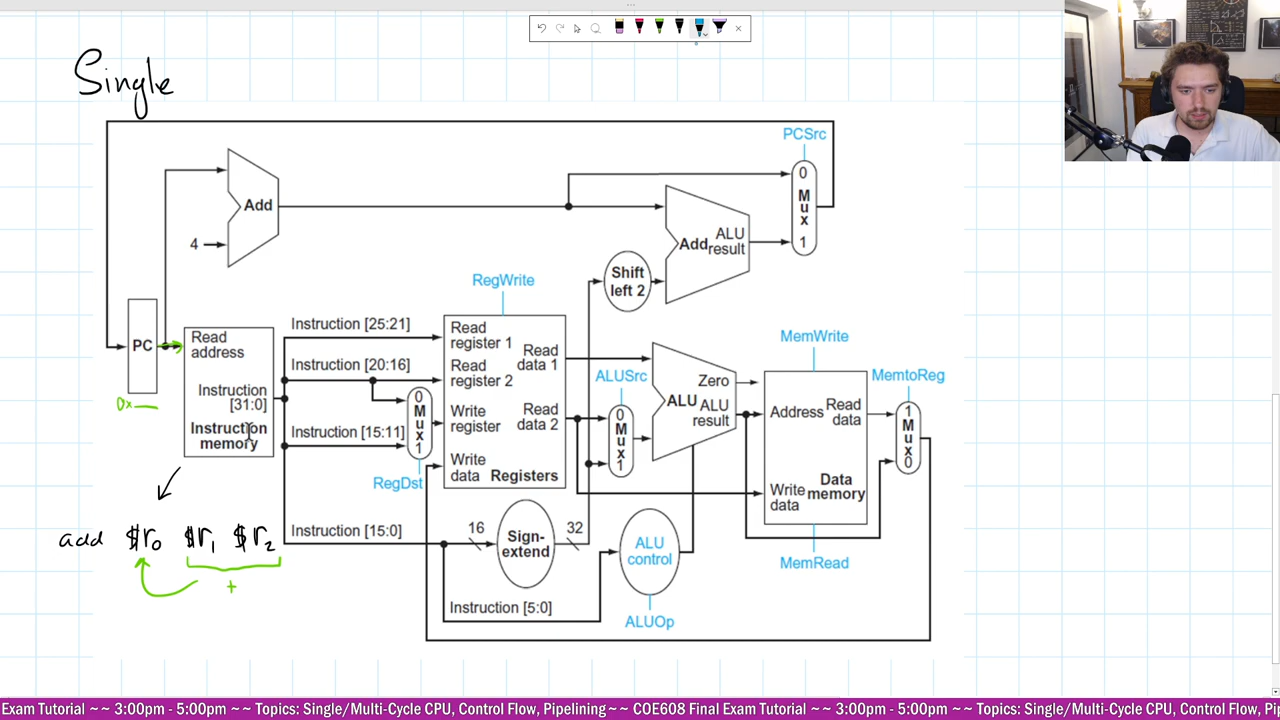 Single
PCSrc
0
Mux
1
Add
4
Add ALU result
Shift left 2
RegWrite
PC
Read address
Instruction [31:0]
Instruction memory
0x
Instruction [25:21]
Instruction [20:16]
Instruction [15:11]
0
Mux
1
RegDst
Read register 1
Read register 2
Write register
Write data
Read data 1
Read data 2
Registers
ALUSrc
0
Mux
1
Zero
ALU
ALU result
MemWrite
Address
Read data
Write data
Data memory
MemRead
MemtoReg
1
Mux
0
Instruction [15:0]
16
Sign-extend
32
ALU control
Instruction [5:0]
ALUOp
add $r0 $r1 $r2
+
Exam Tutorial ~~ 3:00pm - 5:00pm ~~ Topics: Single/Multi-Cycle CPU, Control Flow, Pipelining~~ COE608 Final Exam Tutorial ~~ 3:00pm - 5:00pm ~~ Topics: Single/Multi-Cycle CPU, Control Flow, Pi